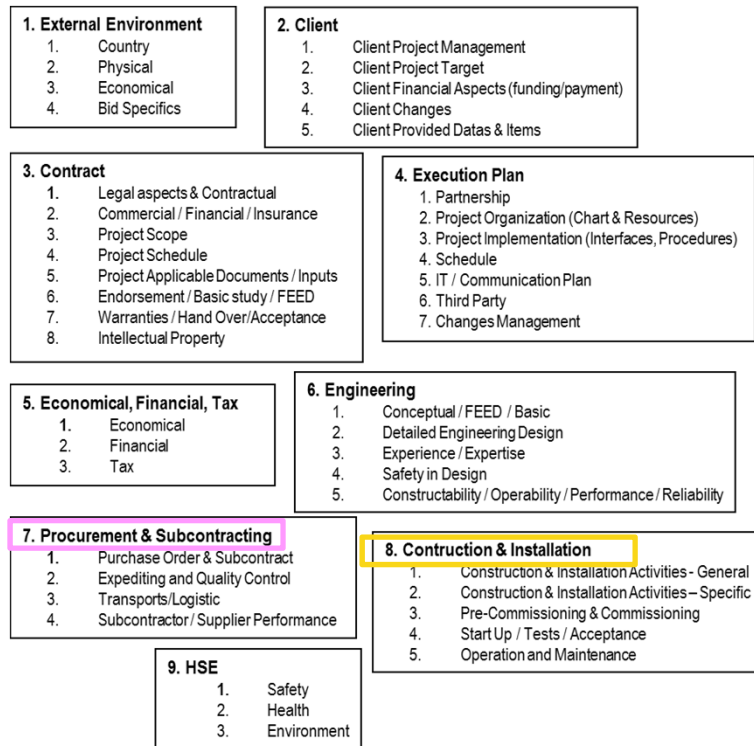 1. External Environment
1. Country
2. Physical
3. Economical
4. Bid Specifics
2. Client
1. Client Project Management
2. Client Project Target
3. Client Financial Aspects (funding/payment)
4. Client Changes
5. Client Provided Datas & Items
3. Contract
1. Legal aspects & Contractual
2. Commercial / Financial / Insurance
3. Project Scope
4. Project Schedule
5. Project Applicable Documents / Inputs
6. Endorsement / Basic study / FEED
7. Warranties / Hand Over/Acceptance
8. Intellectual Property
4. Execution Plan
1. Partnership
2. Project Organization (Chart & Resources)
3. Project Implementation (Interfaces, Procedures)
4. Schedule
5. IT / Communication Plan
6. Third Party
7. Changes Management
5. Economical, Financial, Tax
1. Economical
2. Financial
3. Tax
6. Engineering
1. Conceptual / FEED / Basic
2. Detailed Engineering Design
3. Experience / Expertise
4. Safety in Design
5. Constructability / Operability / Performance / Reliability
7. Procurement & Subcontracting
1. Purchase Order & Subcontract
2. Expediting and Quality Control
3. Transports/Logistic
4. Subcontractor / Supplier Performance
8. Contruction & Installation
1. Construction & Installation Activities - General
2. Construction & Installation Activities – Specific
3. Pre-Commissioning & Commissioning
4. Start Up / Tests / Acceptance
5. Operation and Maintenance
9. HSE
1. Safety
2. Health
3. Environment